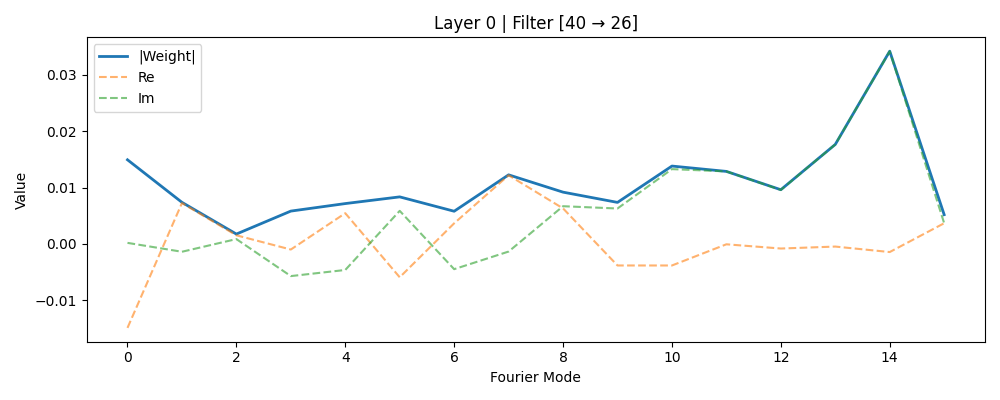 Layer 0 | Filter [40 → 26]
|Weight|
Re
Im
Value
0.03
0.02
0.01
0.00
−0.01
0 2 4 6 8 10 12 14
Fourier Mode